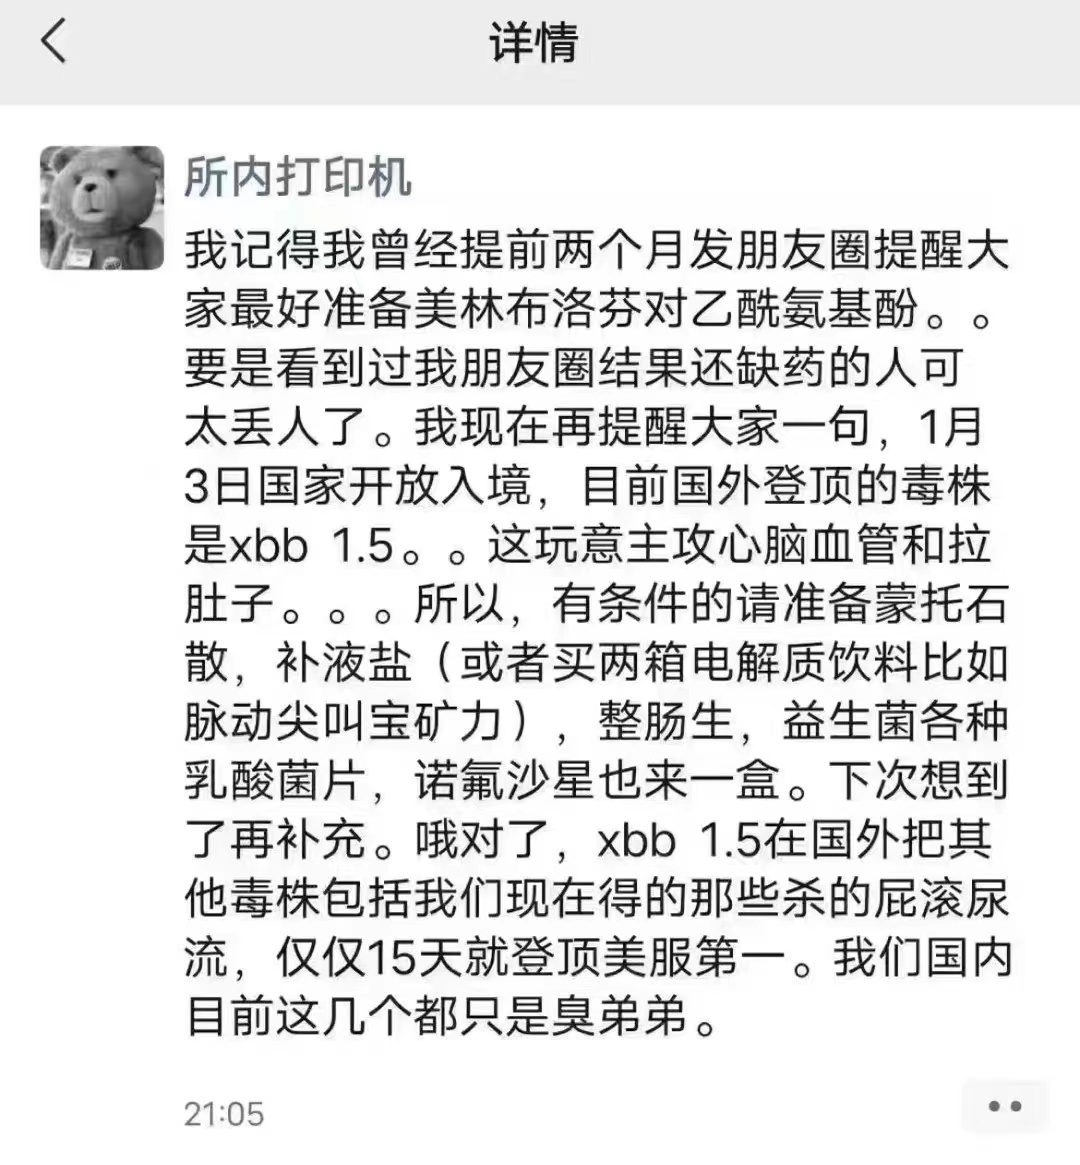 详情
所内打印机
我记得我曾经提前两个月发朋友圈提醒大
家最好准备美林布洛芬对乙酰氨基酚。。
要是看到过我朋友圈结果还缺药的人可
太丢人了。我现在再提醒大家一句，1月
3日国家开放入境，目前国外登顶的毒株
是xbb 1.5。。这玩意主攻心脑血管和拉
肚子。。。所以，有条件的请准备蒙托石
散，补液盐（或者买两箱电解质饮料比如
脉动尖叫宝矿力），整肠生，益生菌各种
乳酸菌片，诺氟沙星也来一盒。下次想到
了再补充。哦对了，xbb 1.5在国外把其
他毒株包括我们现在得的那些杀的屁滚尿
流，仅仅15天就登顶美服第一。我们国内
目前这几个都只是臭弟弟。
21:05